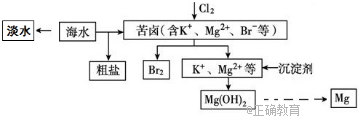 Cl₂
淡水 海水 苦卤(含K⁺、Mg²⁺、Br⁻等)
粗盐 Br₂ K⁺、Mg²⁺等 沉淀剂
Mg(OH)₂ Mg
@正确教育